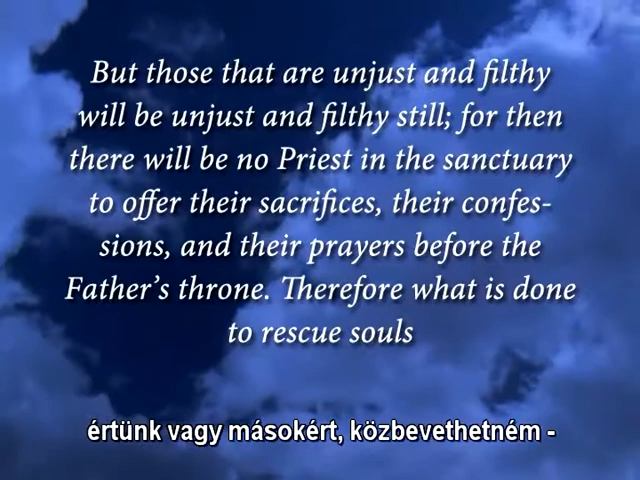 But those that are unjust and filthy
will be unjust and filthy still; for then
there will be no Priest in the sanctuary
to offer their sacrifices, their confes-
sions, and their prayers before the
Father’s throne. Therefore what is done
to rescue souls
értünk vagy másokért, közbevethetném -